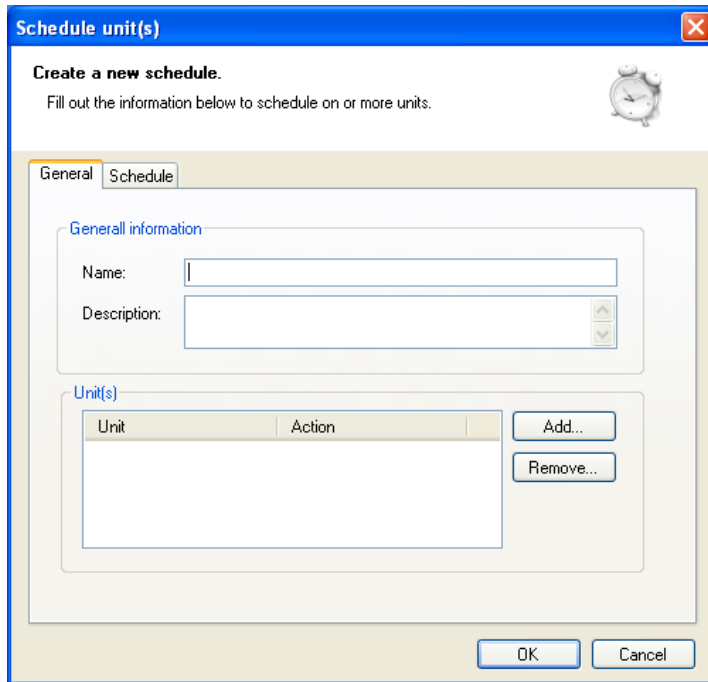 Schedule unit(s)
Create a new schedule.
Fill out the information below to schedule on or more units.
General Schedule
Generall information
Name:
Description:
Unit(s)
Unit Action
Add...
Remove...
OK Cancel